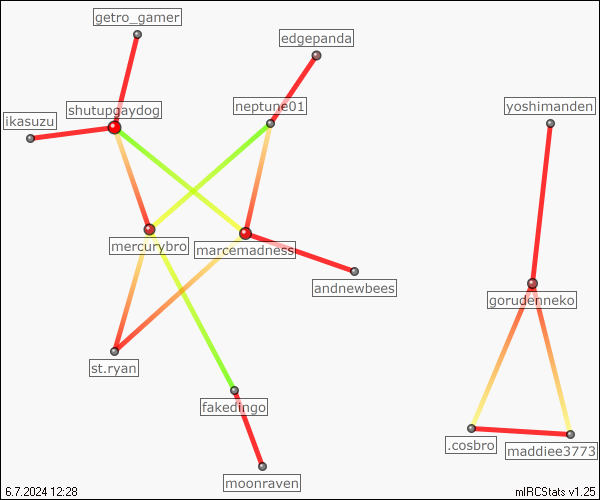 getro_gamer
edgepanda
shutupgaydog
neptune01
yoshimanden
ikasuzu
mercurybro
marcemadness
andnewbees
gorudenneko
st.ryan
fakedingo
.cosbro
maddiee3773
moonraven
6.7.2024 12:28
mIRCStats v1.25